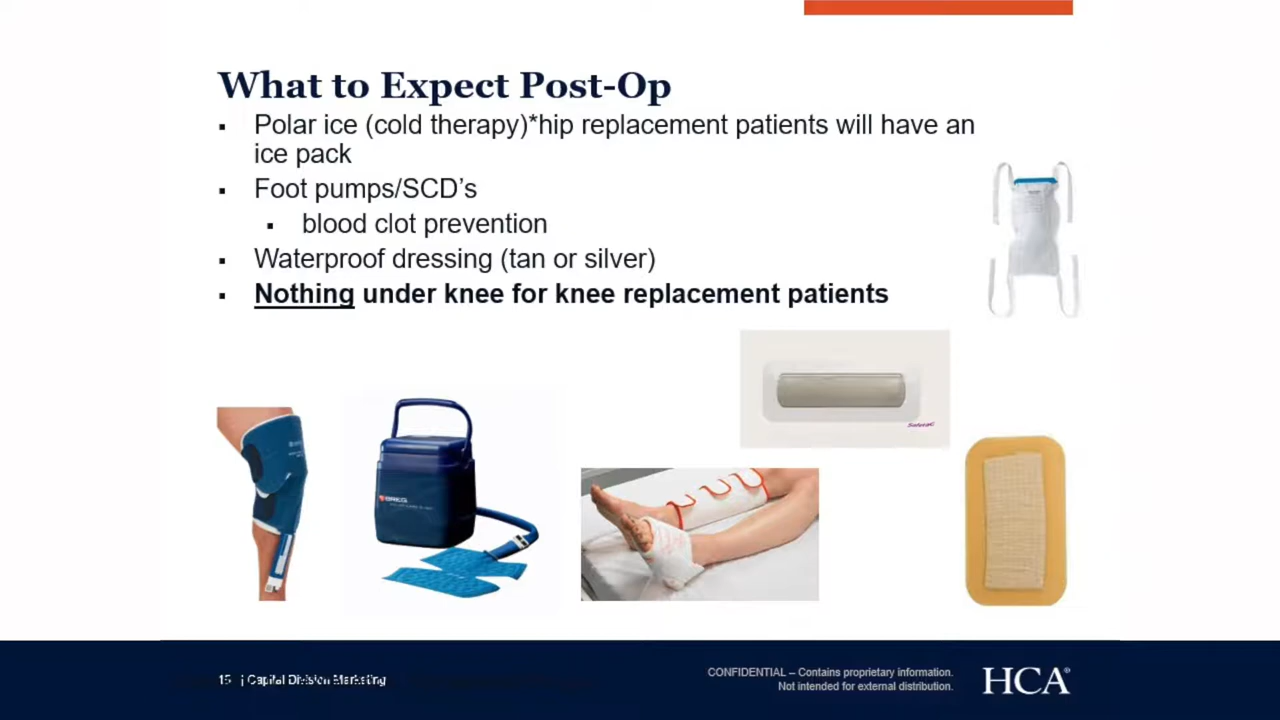 What to Expect Post-Op
▪ Polar ice (cold therapy)*hip replacement patients will have an
ice pack
▪ Foot pumps/SCD’s
▪ blood clot prevention
▪ Waterproof dressing (tan or silver)
▪ Nothing under knee for knee replacement patients
BREG
15 | Capital Division Marketing
CONFIDENTIAL – Contains proprietary information.
Not intended for external distribution.
HCA®